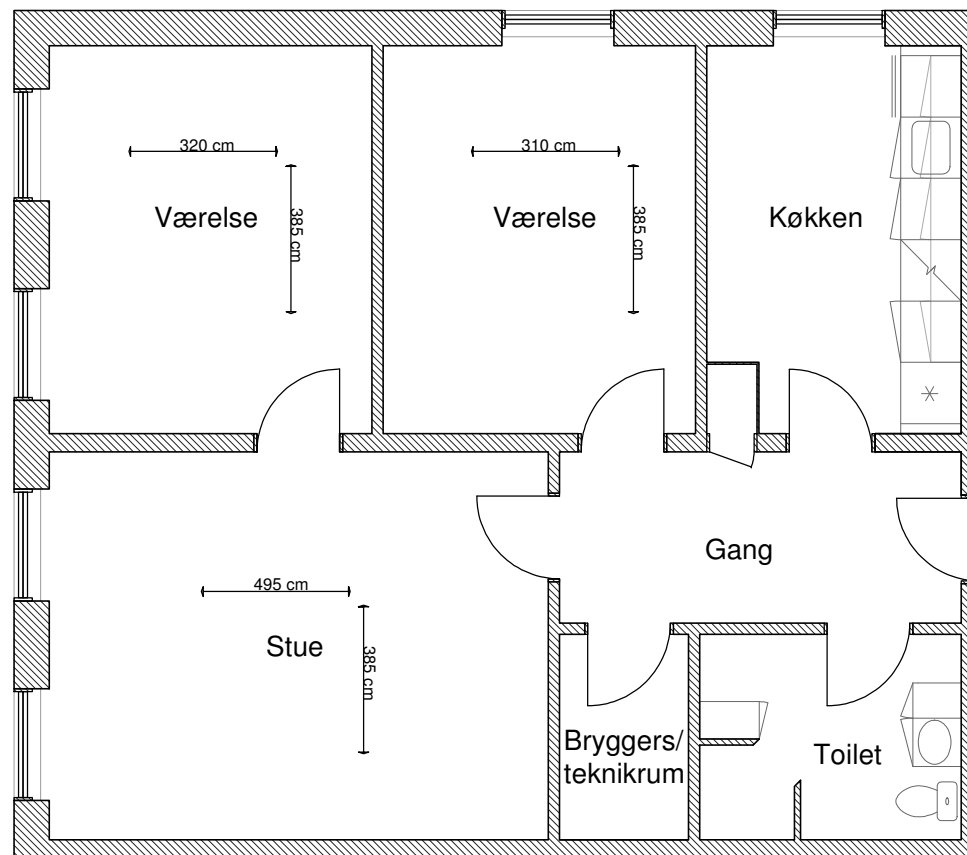 320 cm
310 cm
385 cm
385 cm
Værelse
Værelse
Køkken
Gang
495 cm
385 cm
Stue
Bryggers/
teknikrum
Toilet